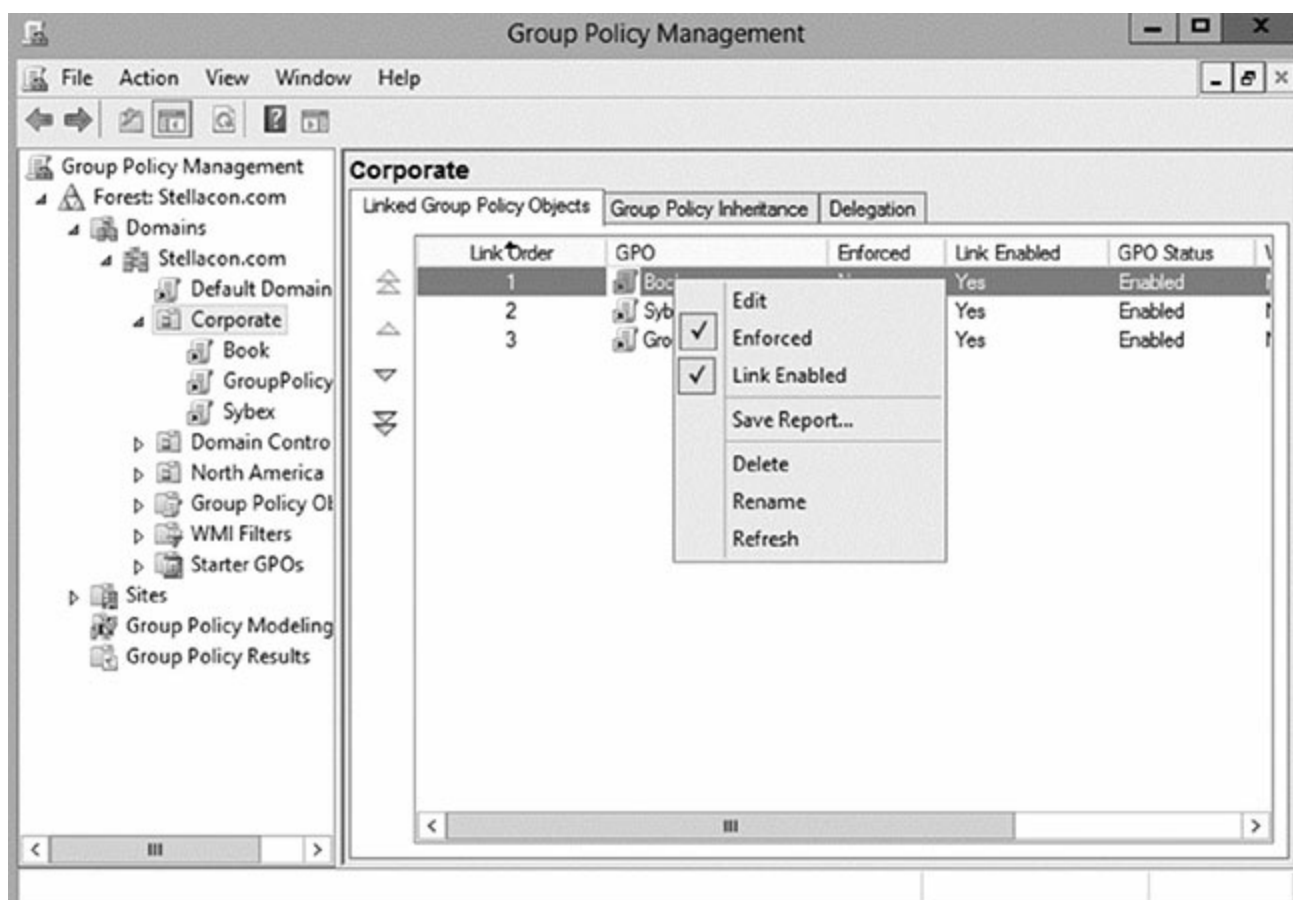 Group Policy Management
File Action View Window Help
Group Policy Management
Forest: Stellacon.com
Domains
Stellacon.com
Default Domain
Corporate
Book
GroupPolicy
Sybex
Domain Contro
North America
Group Policy Ob
WMI Filters
Starter GPOs
Sites
Group Policy Modeling
Group Policy Results
Corporate
Linked Group Policy Objects Group Policy Inheritance Delegation
Link Order GPO Enforced Link Enabled GPO Status
1 Boo Yes Enabled
2 Syb Yes Enabled
3 Gro Yes Enabled
Edit
Enforced
Link Enabled
Save Report...
Delete
Rename
Refresh